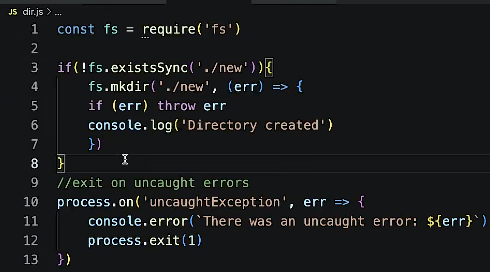 JS dir.js > ...
1 const fs = require('fs')
2
3 if(!fs.existsSync('./new')){
4 fs.mkdir('./new', (err) => {
5 if (err) throw err
6 console.log('Directory created')
7 })
8 }
9 //exit on uncaught errors
10 process.on('uncaughtException', err => {
11 console.error(`There was an uncaught error: ${err}`)
12 process.exit(1)
13 })